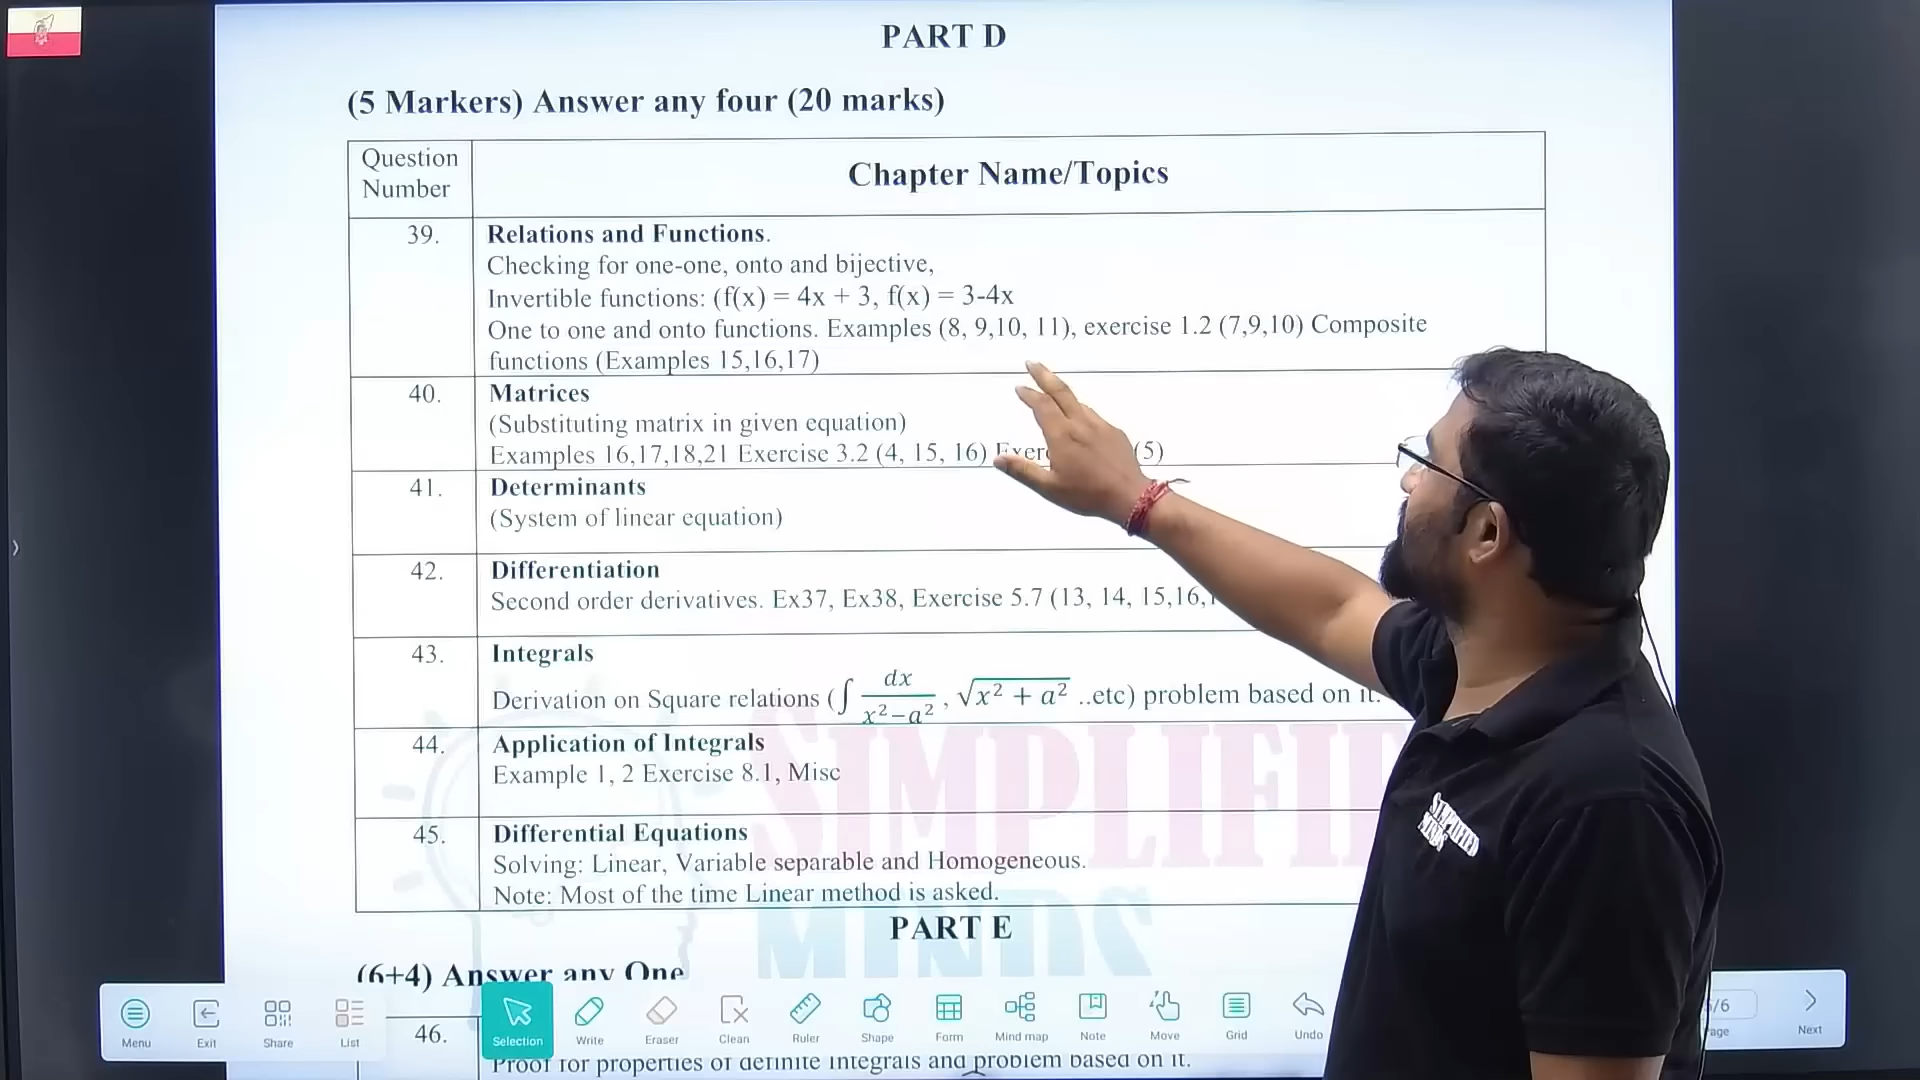 PART D
(5 Markers) Answer any four (20 marks)
Question
Number
Chapter Name/Topics
39.
Relations and Functions.
Checking for one-one, onto and bijective,
Invertible functions: (f(x) = 4x + 3, f(x) = 3-4x
One to one and onto functions. Examples (8, 9,10, 11), exercise 1.2 (7,9,10) Composite
functions (Examples 15,16,17)
40.
Matrices
(Substituting matrix in given equation)
Examples 16,17,18,21 Exercise 3.2 (4, 15, 16) (5)
41.
Determinants
(System of linear equation)
42.
Differentiation
Second order derivatives. Ex37, Ex38, Exercise 5.7 (13, 14, 15,16,
43.
Integrals
Derivation on Square relations (∫ dx/(x²−a²), √(x² + a²) ..etc) problem based on it.
44.
Application of Integrals
Example 1, 2 Exercise 8.1, Misc
45.
Differential Equations
Solving: Linear, Variable separable and Homogeneous.
Note: Most of the time Linear method is asked.
SIMPLIFIE
MINDS
SIMPLIFIED
MINDS
PART E
(6+4) Answer any One
46.
Proof for properties of definite integrals and problem based on it.
Menu
Exit
Share
List
Selection
Write
Eraser
Clean
Ruler
Shape
Form
Mind map
Note
Move
Grid
Undo
/6
age
Next